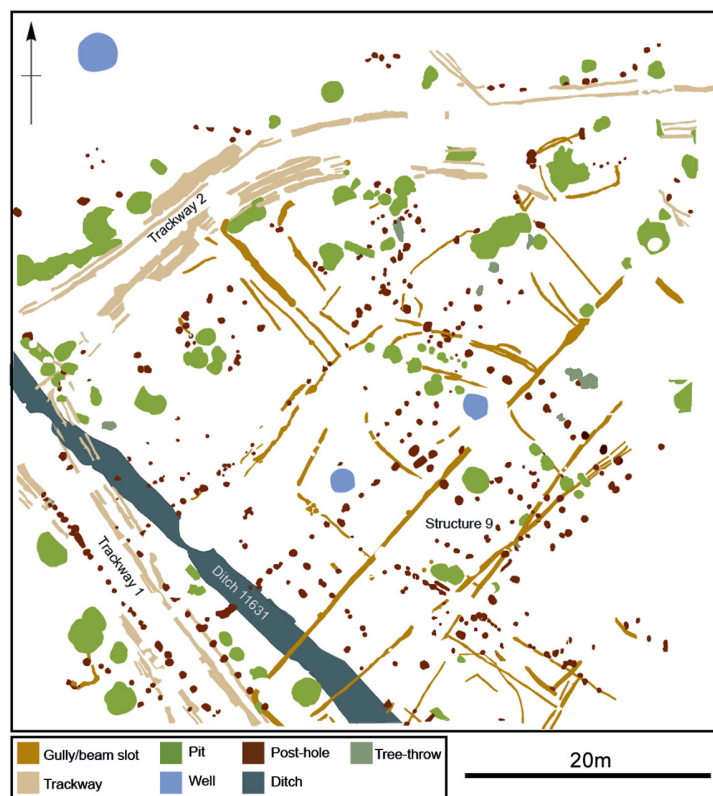 Trackway 2
Structure 9
Trackway 1
Ditch 11631
Gully/beam slot
Pit
Post-hole
Tree-throw
Trackway
Well
Ditch
20m